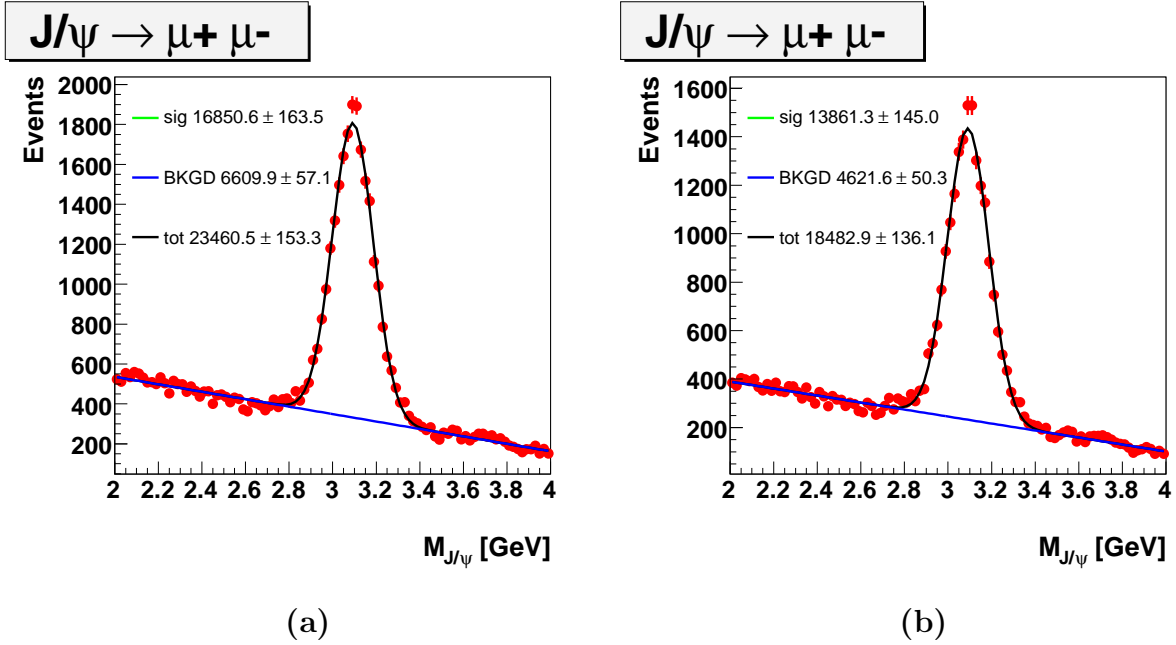 J/ψ → μ+ μ-
Events
2000
1800
1600
1400
1200
1000
800
600
400
200
sig 16850.6 ± 163.5
BKGD 6609.9 ± 57.1
tot 23460.5 ± 153.3
2 2.2 2.4 2.6 2.8 3 3.2 3.4 3.6 3.8 4
M_{J/ψ} [GeV]
(a)
J/ψ → μ+ μ-
Events
1600
1400
1200
1000
800
600
400
200
sig 13861.3 ± 145.0
BKGD 4621.6 ± 50.3
tot 18482.9 ± 136.1
2 2.2 2.4 2.6 2.8 3 3.2 3.4 3.6 3.8 4
M_{J/ψ} [GeV]
(b)